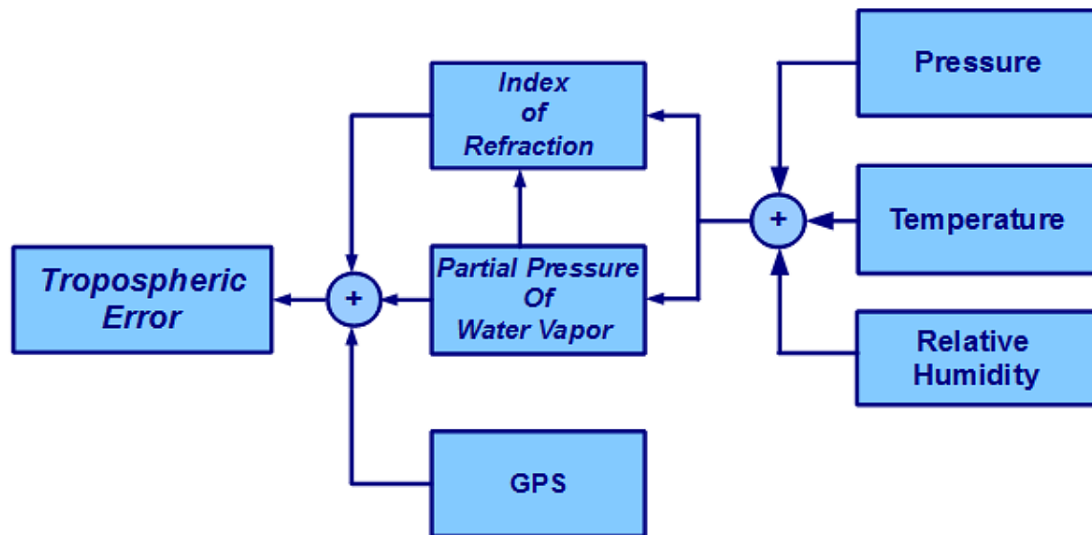 Pressure
Index
of
Refraction
+
Temperature
Tropospheric
Error
+
Partial Pressure
Of
Water Vapor
Relative
Humidity
GPS